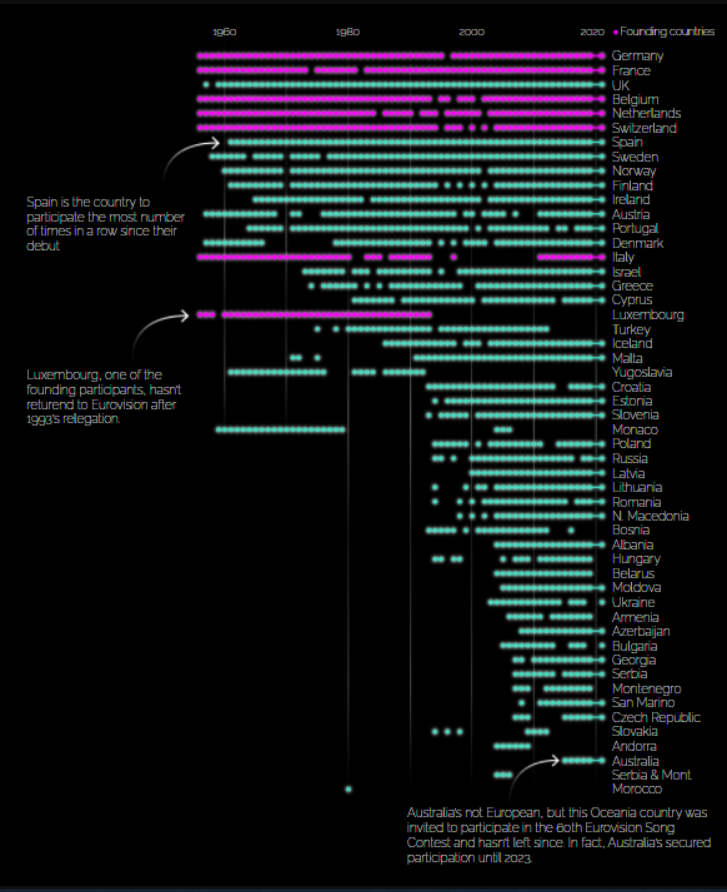 1960 1980 2000 2020 Founding countries
Germany
France
UK
Belgium
Netherlands
Switzerland
Spain
Sweden
Norway
Finland
Ireland
Austria
Portugal
Denmark
Italy
Israel
Greece
Cyprus
Luxembourg
Turkey
Iceland
Malta
Yugoslavia
Croatia
Estonia
Slovenia
Monaco
Poland
Russia
Latvia
Lithuania
Romania
N. Macedonia
Bosnia
Albania
Hungary
Belarus
Moldova
Ukraine
Armenia
Azerbaijan
Bulgaria
Georgia
Serbia
Montenegro
San Marino
Czech Republic
Slovakia
Andorra
Australia
Serbia & Mont.
Morocco
Spain is the country to
participate the most number
of times in a row since their
debut
Luxembourg, one of the
founding participants, hasn't
returend to Eurovision after
1993's relegation.
Australia's not European, but this Oceania country was
invited to participate in the 60th Eurovision Song
Contest and hasn't left since. In fact, Australia's secured
participation until 2023.